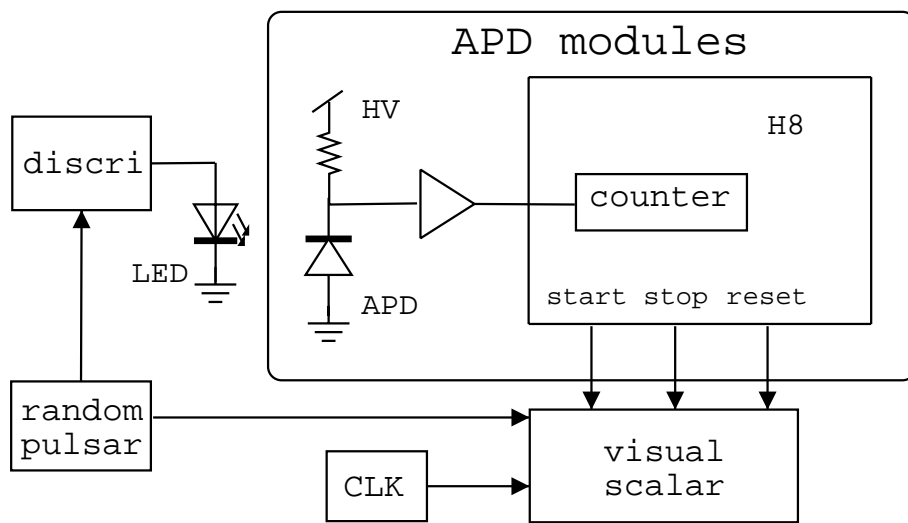 APD modules
HV
H8
discri
counter
LED
APD
start stop reset
random
pulsar
visual
scalar
CLK